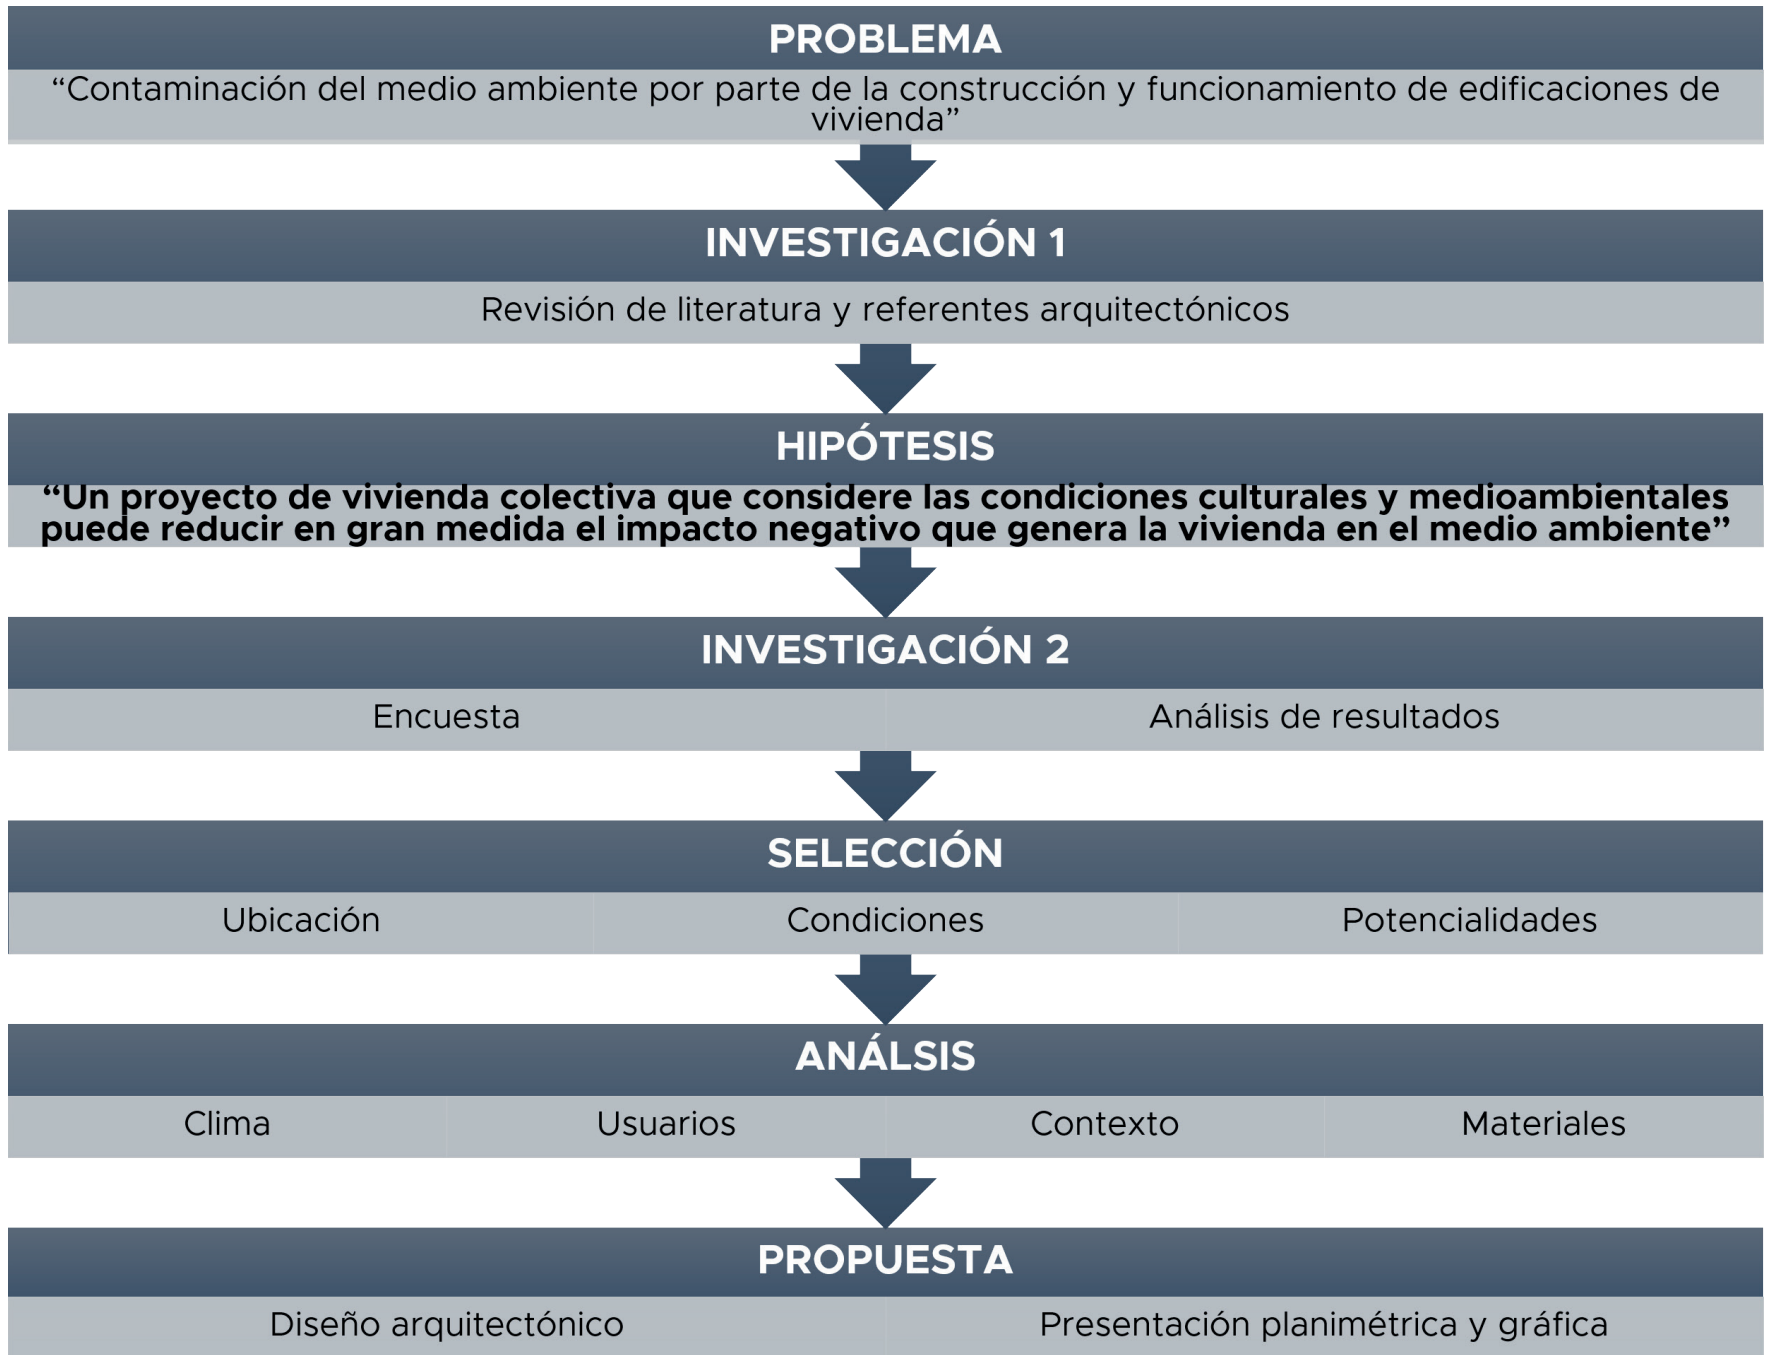 PROBLEMA
“Contaminación del medio ambiente por parte de la construcción y funcionamiento de edificaciones de
vivienda”
INVESTIGACIÓN 1
Revisión de literatura y referentes arquitectónicos
HIPÓTESIS
“Un proyecto de vivienda colectiva que considere las condiciones culturales y medioambientales
puede reducir en gran medida el impacto negativo que genera la vivienda en el medio ambiente”
INVESTIGACIÓN 2
Encuesta Análisis de resultados
SELECCIÓN
Ubicación Condiciones Potencialidades
ANÁLSIS
Clima Usuarios Contexto Materiales
PROPUESTA
Diseño arquitectónico Presentación planimétrica y gráfica